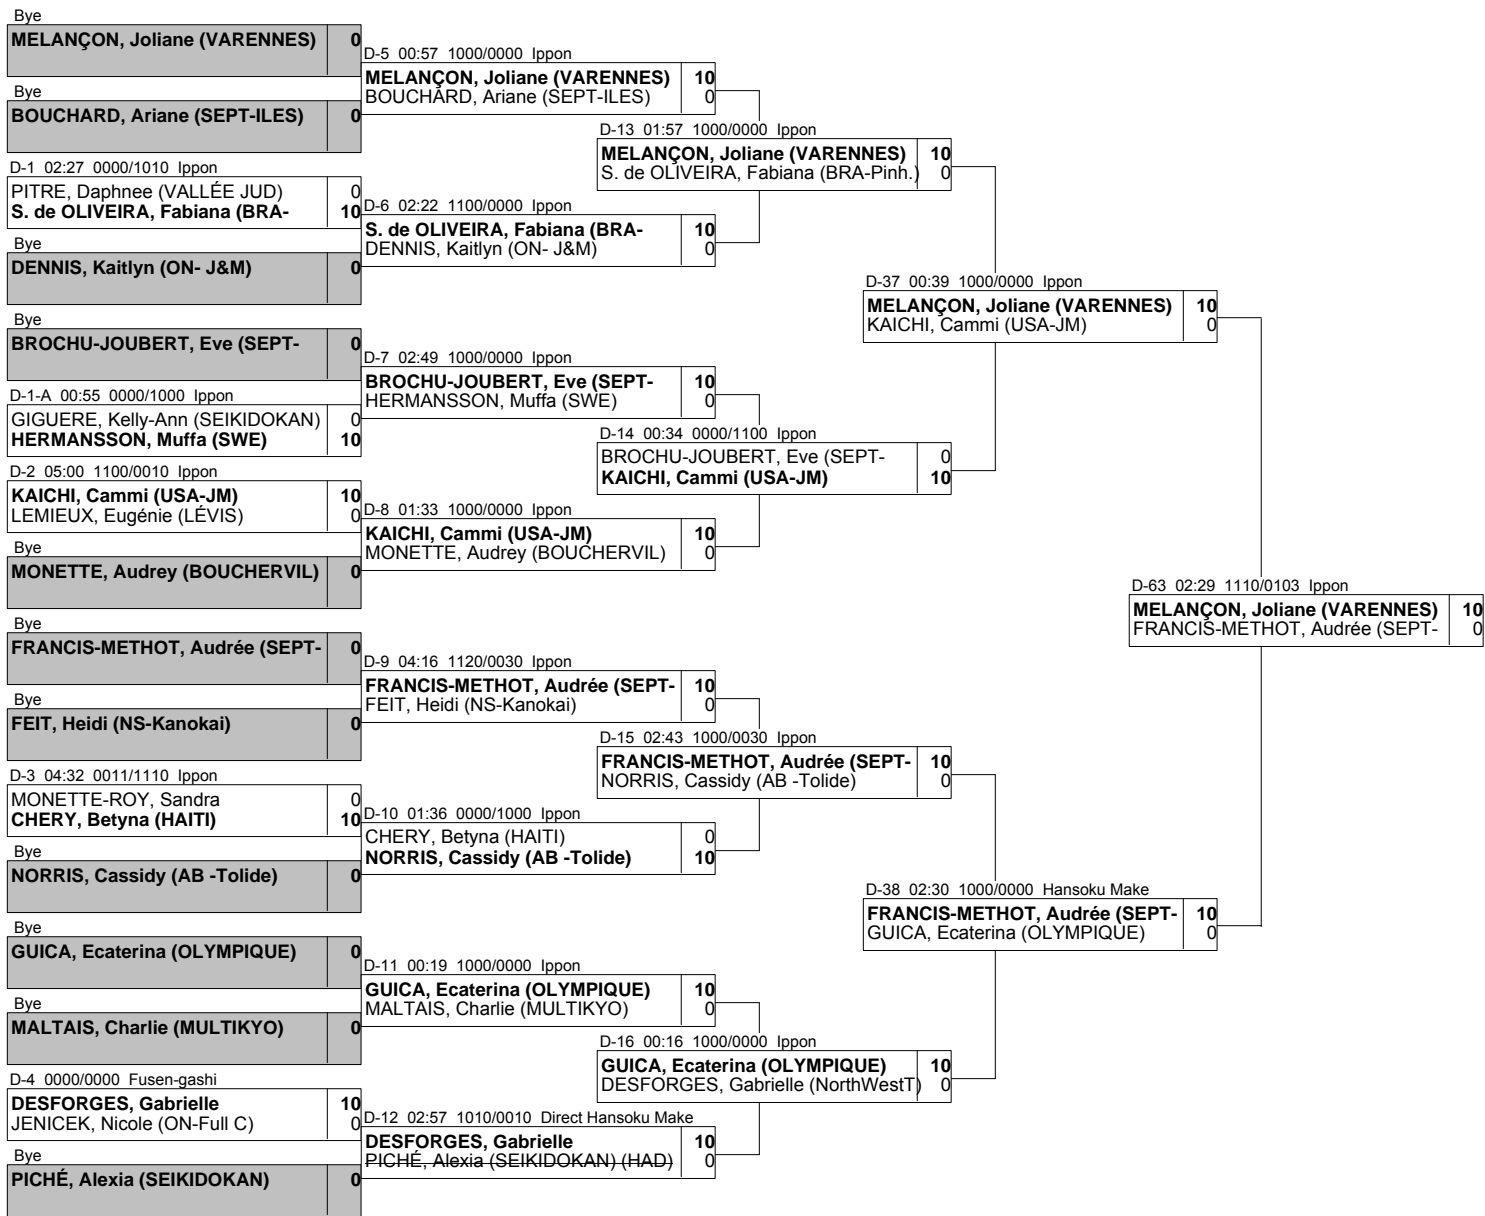 Bye
MELANÇON, Joliane (VARENNES) 0
Bye
BOUCHARD, Ariane (SEPT-ILES) 0
D-1 02:27 0000/1010 Ippon
PITRE, Daphnee (VALLÉE JUD) 0
S. de OLIVEIRA, Fabiana (BRA- 10
Bye
DENNIS, Kaitlyn (ON- J&M) 0
Bye
BROCHU-JOUBERT, Eve (SEPT- 0
D-1-A 00:55 0000/1000 Ippon
GIGUERE, Kelly-Ann (SEIKIDOKAN) 0
HERMANSSON, Muffa (SWE) 10
D-2 05:00 1100/0010 Ippon
KAICHI, Cammi (USA-JM) 10
LEMIEUX, Eugénie (LÉVIS) 0
Bye
MONETTE, Audrey (BOUCHERVIL) 0
Bye
FRANCIS-METHOT, Audrée (SEPT- 0
Bye
FEIT, Heidi (NS-Kanokai) 0
D-3 04:32 0011/1110 Ippon
MONETTE-ROY, Sandra 0
CHERY, Betyna (HAITI) 10
Bye
NORRIS, Cassidy (AB -Tolide) 0
Bye
GUICA, Ecaterina (OLYMPIQUE) 0
Bye
MALTAIS, Charlie (MULTIKYO) 0
D-4 0000/0000 Fusen-gashi
DESFORGES, Gabrielle 10
JENICEK, Nicole (ON-Full C) 0
Bye
PICHÉ, Alexia (SEIKIDOKAN) 0
D-5 00:57 1000/0000 Ippon
MELANÇON, Joliane (VARENNES) 10
BOUCHARD, Ariane (SEPT-ILES) 0
D-6 02:22 1100/0000 Ippon
S. de OLIVEIRA, Fabiana (BRA- 10
DENNIS, Kaitlyn (ON- J&M) 0
D-7 02:49 1000/0000 Ippon
BROCHU-JOUBERT, Eve (SEPT- 10
HERMANSSON, Muffa (SWE) 0
D-8 01:33 1000/0000 Ippon
KAICHI, Cammi (USA-JM) 10
MONETTE, Audrey (BOUCHERVIL) 0
D-9 04:16 1120/0030 Ippon
FRANCIS-METHOT, Audrée (SEPT- 10
FEIT, Heidi (NS-Kanokai) 0
D-10 01:36 0000/1000 Ippon
CHERY, Betyna (HAITI) 0
NORRIS, Cassidy (AB -Tolide) 10
D-11 00:19 1000/0000 Ippon
GUICA, Ecaterina (OLYMPIQUE) 10
MALTAIS, Charlie (MULTIKYO) 0
D-12 02:57 1010/0010 Direct Hansoku Make
DESFORGES, Gabrielle 10
PICHÉ, Alexia (SEIKIDOKAN) (HAD) 0
D-13 01:57 1000/0000 Ippon
MELANÇON, Joliane (VARENNES) 10
S. de OLIVEIRA, Fabiana (BRA-Pinh.) 0
D-14 00:34 0000/1100 Ippon
BROCHU-JOUBERT, Eve (SEPT- 0
KAICHI, Cammi (USA-JM) 10
D-15 02:43 1000/0030 Ippon
FRANCIS-METHOT, Audrée (SEPT- 10
NORRIS, Cassidy (AB -Tolide) 0
D-16 00:16 1000/0000 Ippon
GUICA, Ecaterina (OLYMPIQUE) 10
DESFORGES, Gabrielle (NorthWestT) 0
D-37 00:39 1000/0000 Ippon
MELANÇON, Joliane (VARENNES) 10
KAICHI, Cammi (USA-JM) 0
D-38 02:30 1000/0000 Hansoku Make
FRANCIS-METHOT, Audrée (SEPT- 10
GUICA, Ecaterina (OLYMPIQUE) 0
D-63 02:29 1110/0103 Ippon
MELANÇON, Joliane (VARENNES) 10
FRANCIS-METHOT, Audrée (SEPT- 0